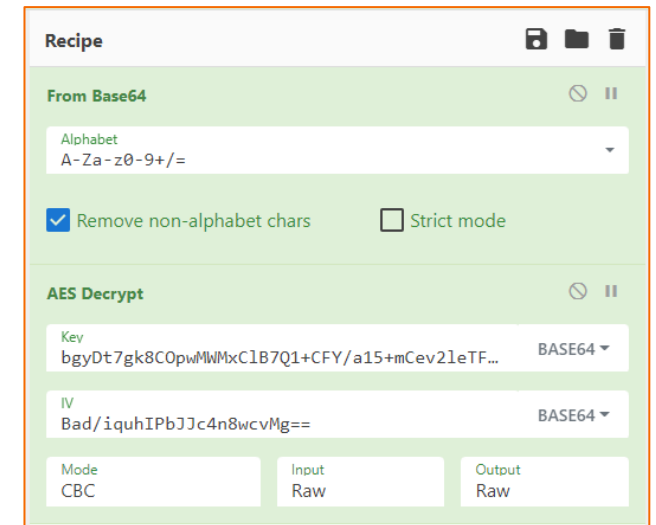 Recipe
From Base64
Alphabet
A-Za-z0-9+/=
Remove non-alphabet chars Strict mode
AES Decrypt
Key
bgyDt7gk8COpwMWMxClB7Q1+CFY/a15+mCev2leTF… BASE64
IV
Bad/iquhIPbJJc4n8wcvMg== BASE64
Mode Input Output
CBC Raw Raw